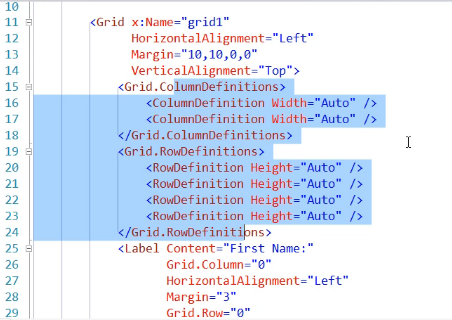 10
11 <Grid x:Name="grid1"
12 HorizontalAlignment="Left"
13 Margin="10,10,0,0"
14 VerticalAlignment="Top">
15 <Grid.ColumnDefinitions>
16 <ColumnDefinition Width="Auto" />
17 <ColumnDefinition Width="Auto" />
18 </Grid.ColumnDefinitions>
19 <Grid.RowDefinitions>
20 <RowDefinition Height="Auto" />
21 <RowDefinition Height="Auto" />
22 <RowDefinition Height="Auto" />
23 <RowDefinition Height="Auto" />
24 </Grid.RowDefinitions>
25 <Label Content="First Name:"
26 Grid.Column="0"
27 HorizontalAlignment="Left"
28 Margin="3"
29 Grid.Row="0"